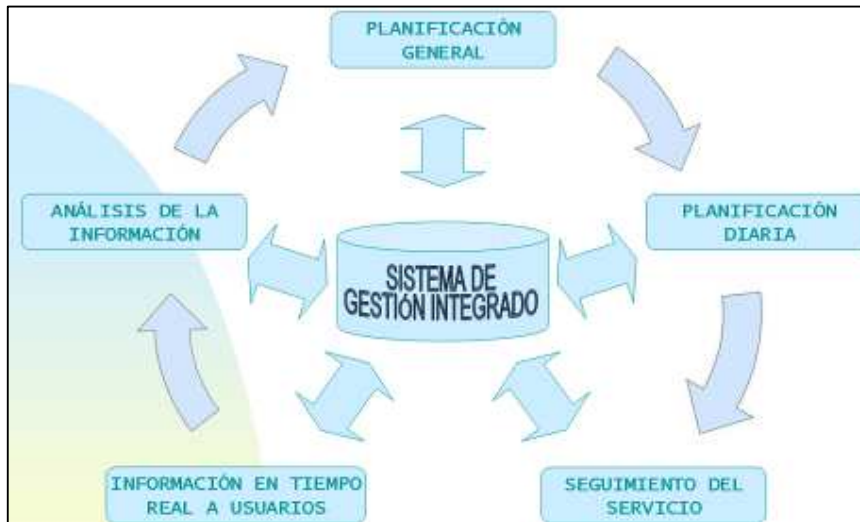 PLANIFICACIÓN
GENERAL
ANÁLISIS DE LA
INFORMACIÓN
PLANIFICACIÓN
DIARIA
SISTEMA DE
GESTIÓN INTEGRADO
INFORMACIÓN EN TIEMPO
REAL A USUARIOS
SEGUIMIENTO DEL
SERVICIO